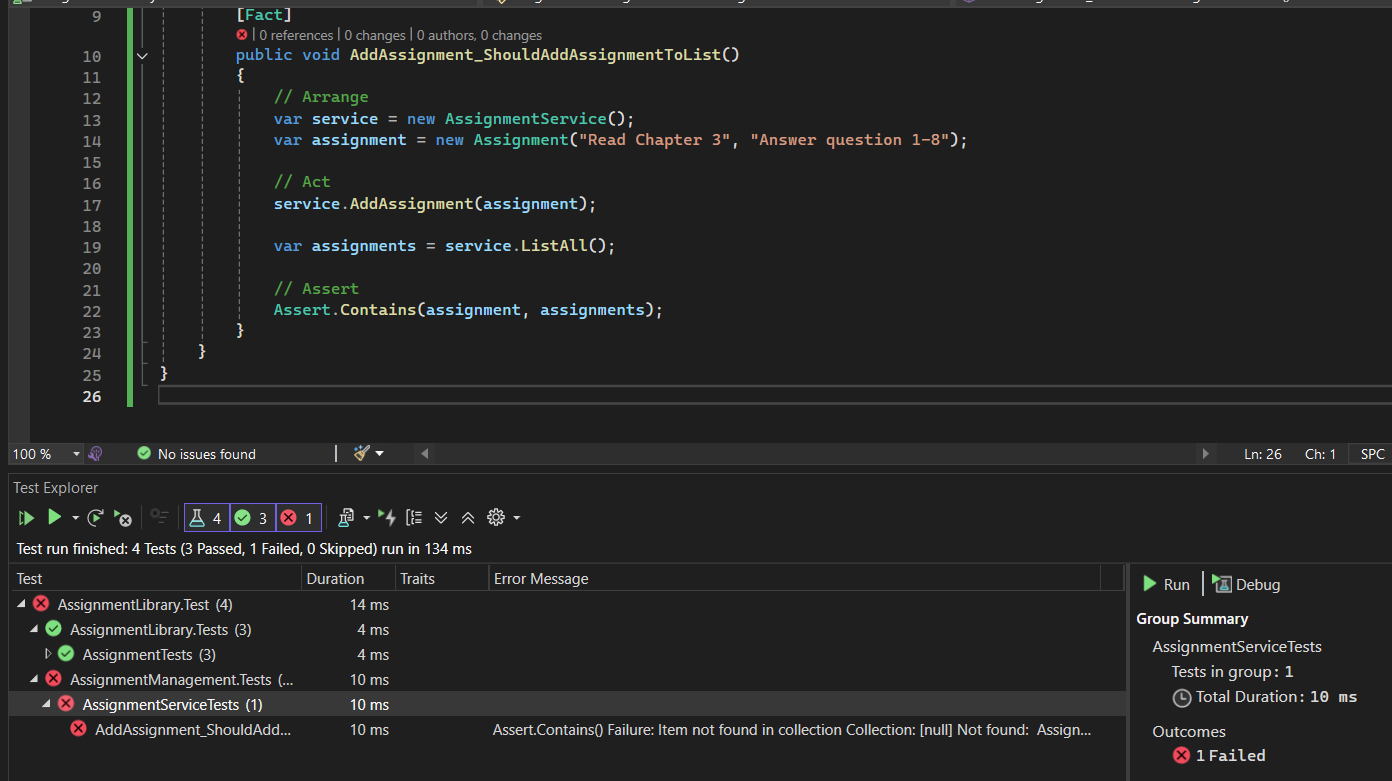 9 [Fact]
0 references | 0 changes | 0 authors, 0 changes
10 public void AddAssignment_ShouldAddAssignmentToList()
11 {
12 // Arrange
13 var service = new AssignmentService();
14 var assignment = new Assignment("Read Chapter 3", "Answer question 1-8");
15
16 // Act
17 service.AddAssignment(assignment);
18
19 var assignments = service.ListAll();
20
21 // Assert
22 Assert.Contains(assignment, assignments);
23 }
24 }
25 }
26
100 % No issues found Ln: 26 Ch: 1 SPC
Test Explorer
4 3 1
Test run finished: 4 Tests (3 Passed, 1 Failed, 0 Skipped) run in 134 ms
Test Duration Traits Error Message
AssignmentLibrary.Test (4) 14 ms
AssignmentLibrary.Tests (3) 4 ms
AssignmentTests (3) 4 ms
AssignmentManagement.Tests (... 10 ms
AssignmentServiceTests (1) 10 ms
AddAssignment_ShouldAdd... 10 ms Assert.Contains() Failure: Item not found in collection Collection: [null] Not found: Assign...
Run Debug
Group Summary
AssignmentServiceTests
Tests in group: 1
Total Duration: 10 ms
Outcomes
1 Failed